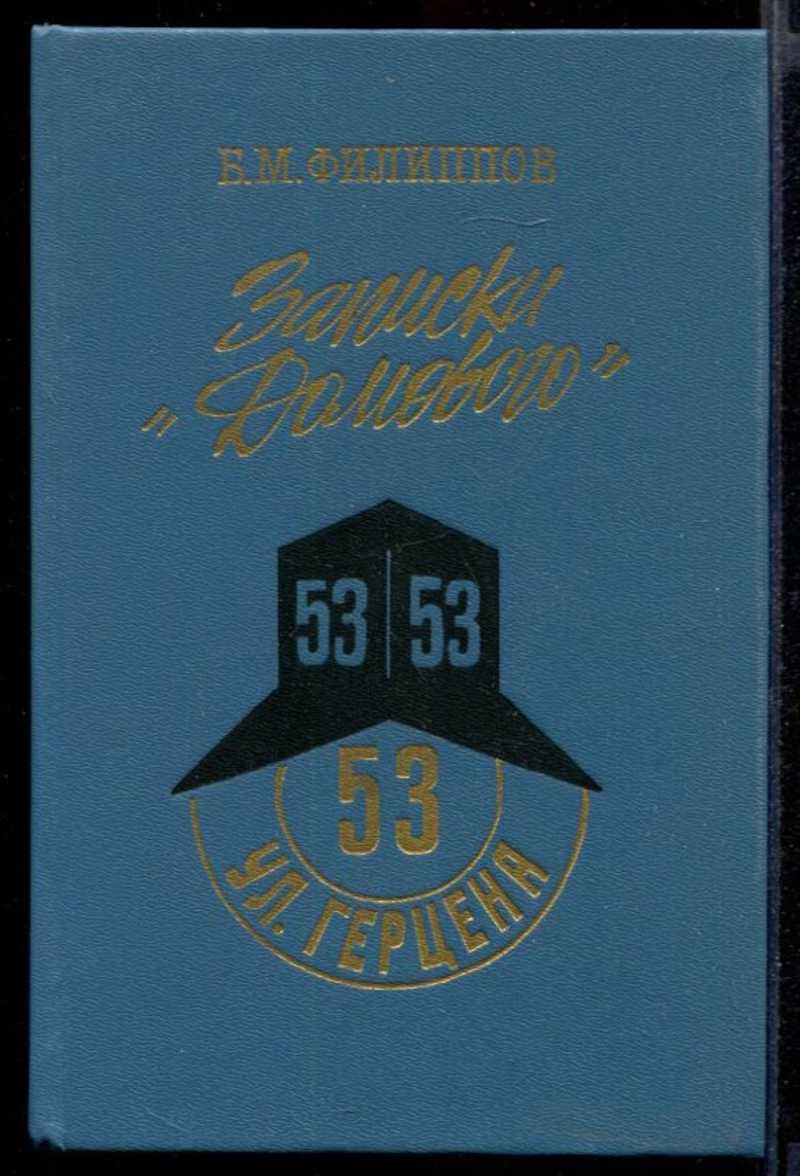 Б.М. ФИЛИППОВ
Записки
"Домового"
53 53
53
УЛ. ГЕРЦЕНА